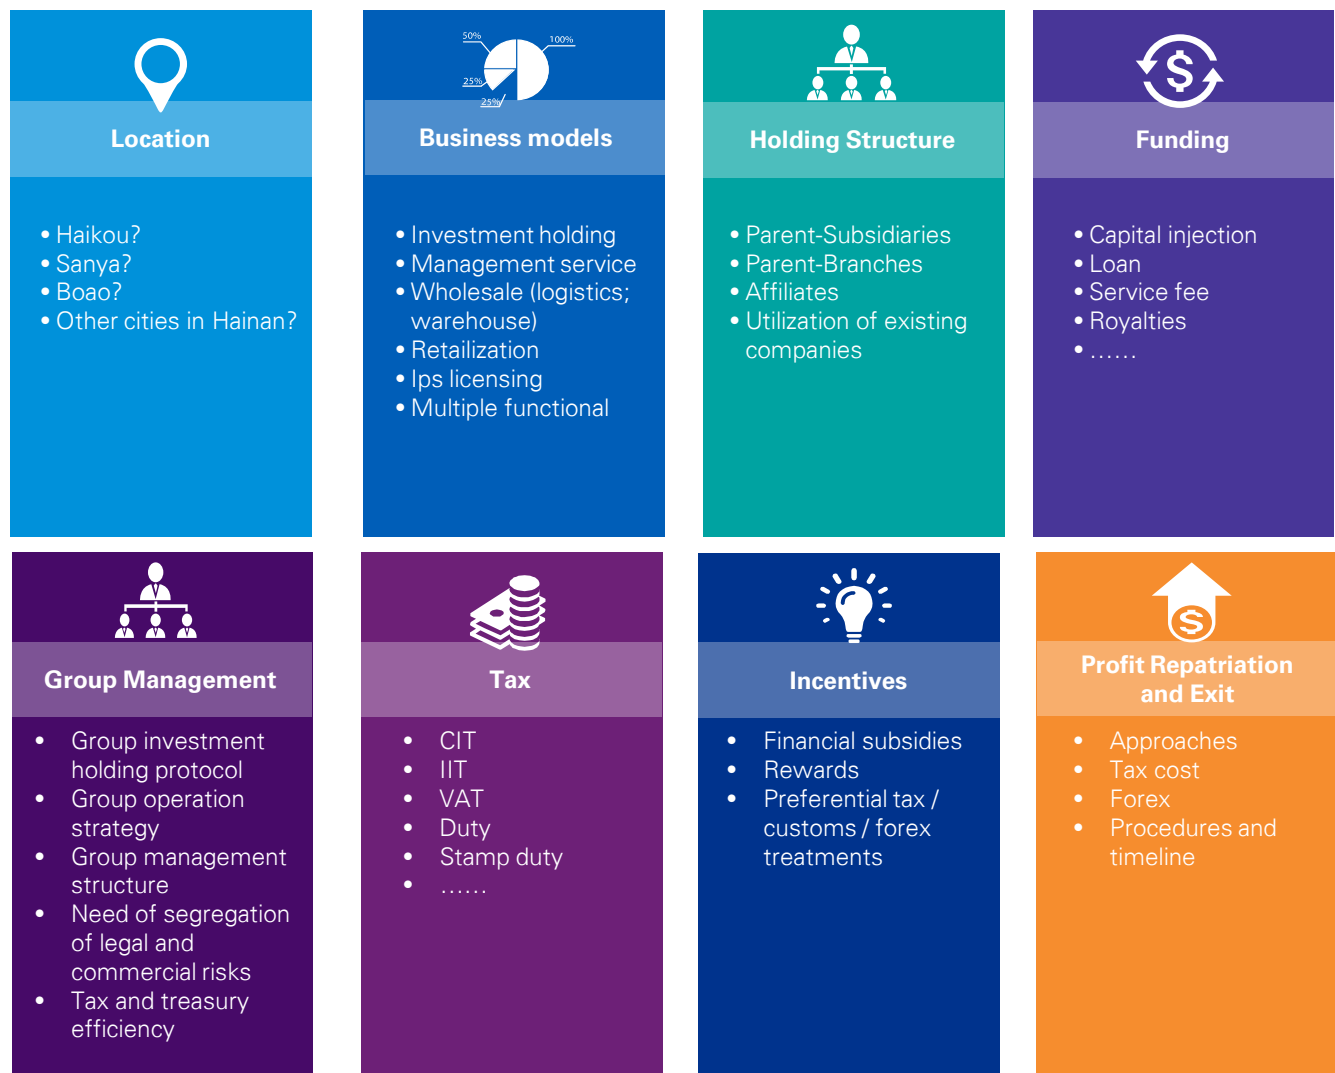 Location
• Haikou?
• Sanya?
• Boao?
• Other cities in Hainan?
50%
100%
25%
25%
Business models
• Investment holding
• Management service
• Wholesale (logistics;
warehouse)
• Retailization
• Ips licensing
• Multiple functional
Holding Structure
• Parent-Subsidiaries
• Parent-Branches
• Affiliates
• Utilization of existing
companies
$
Funding
• Capital injection
• Loan
• Service fee
• Royalties
• ......
Group Management
• Group investment
holding protocol
• Group operation
strategy
• Group management
structure
• Need of segregation
of legal and
commercial risks
• Tax and treasury
efficiency
Tax
• CIT
• IIT
• VAT
• Duty
• Stamp duty
• ......
Incentives
• Financial subsidies
• Rewards
• Preferential tax /
customs / forex
treatments
$
Profit Repatriation
and Exit
• Approaches
• Tax cost
• Forex
• Procedures and
timeline